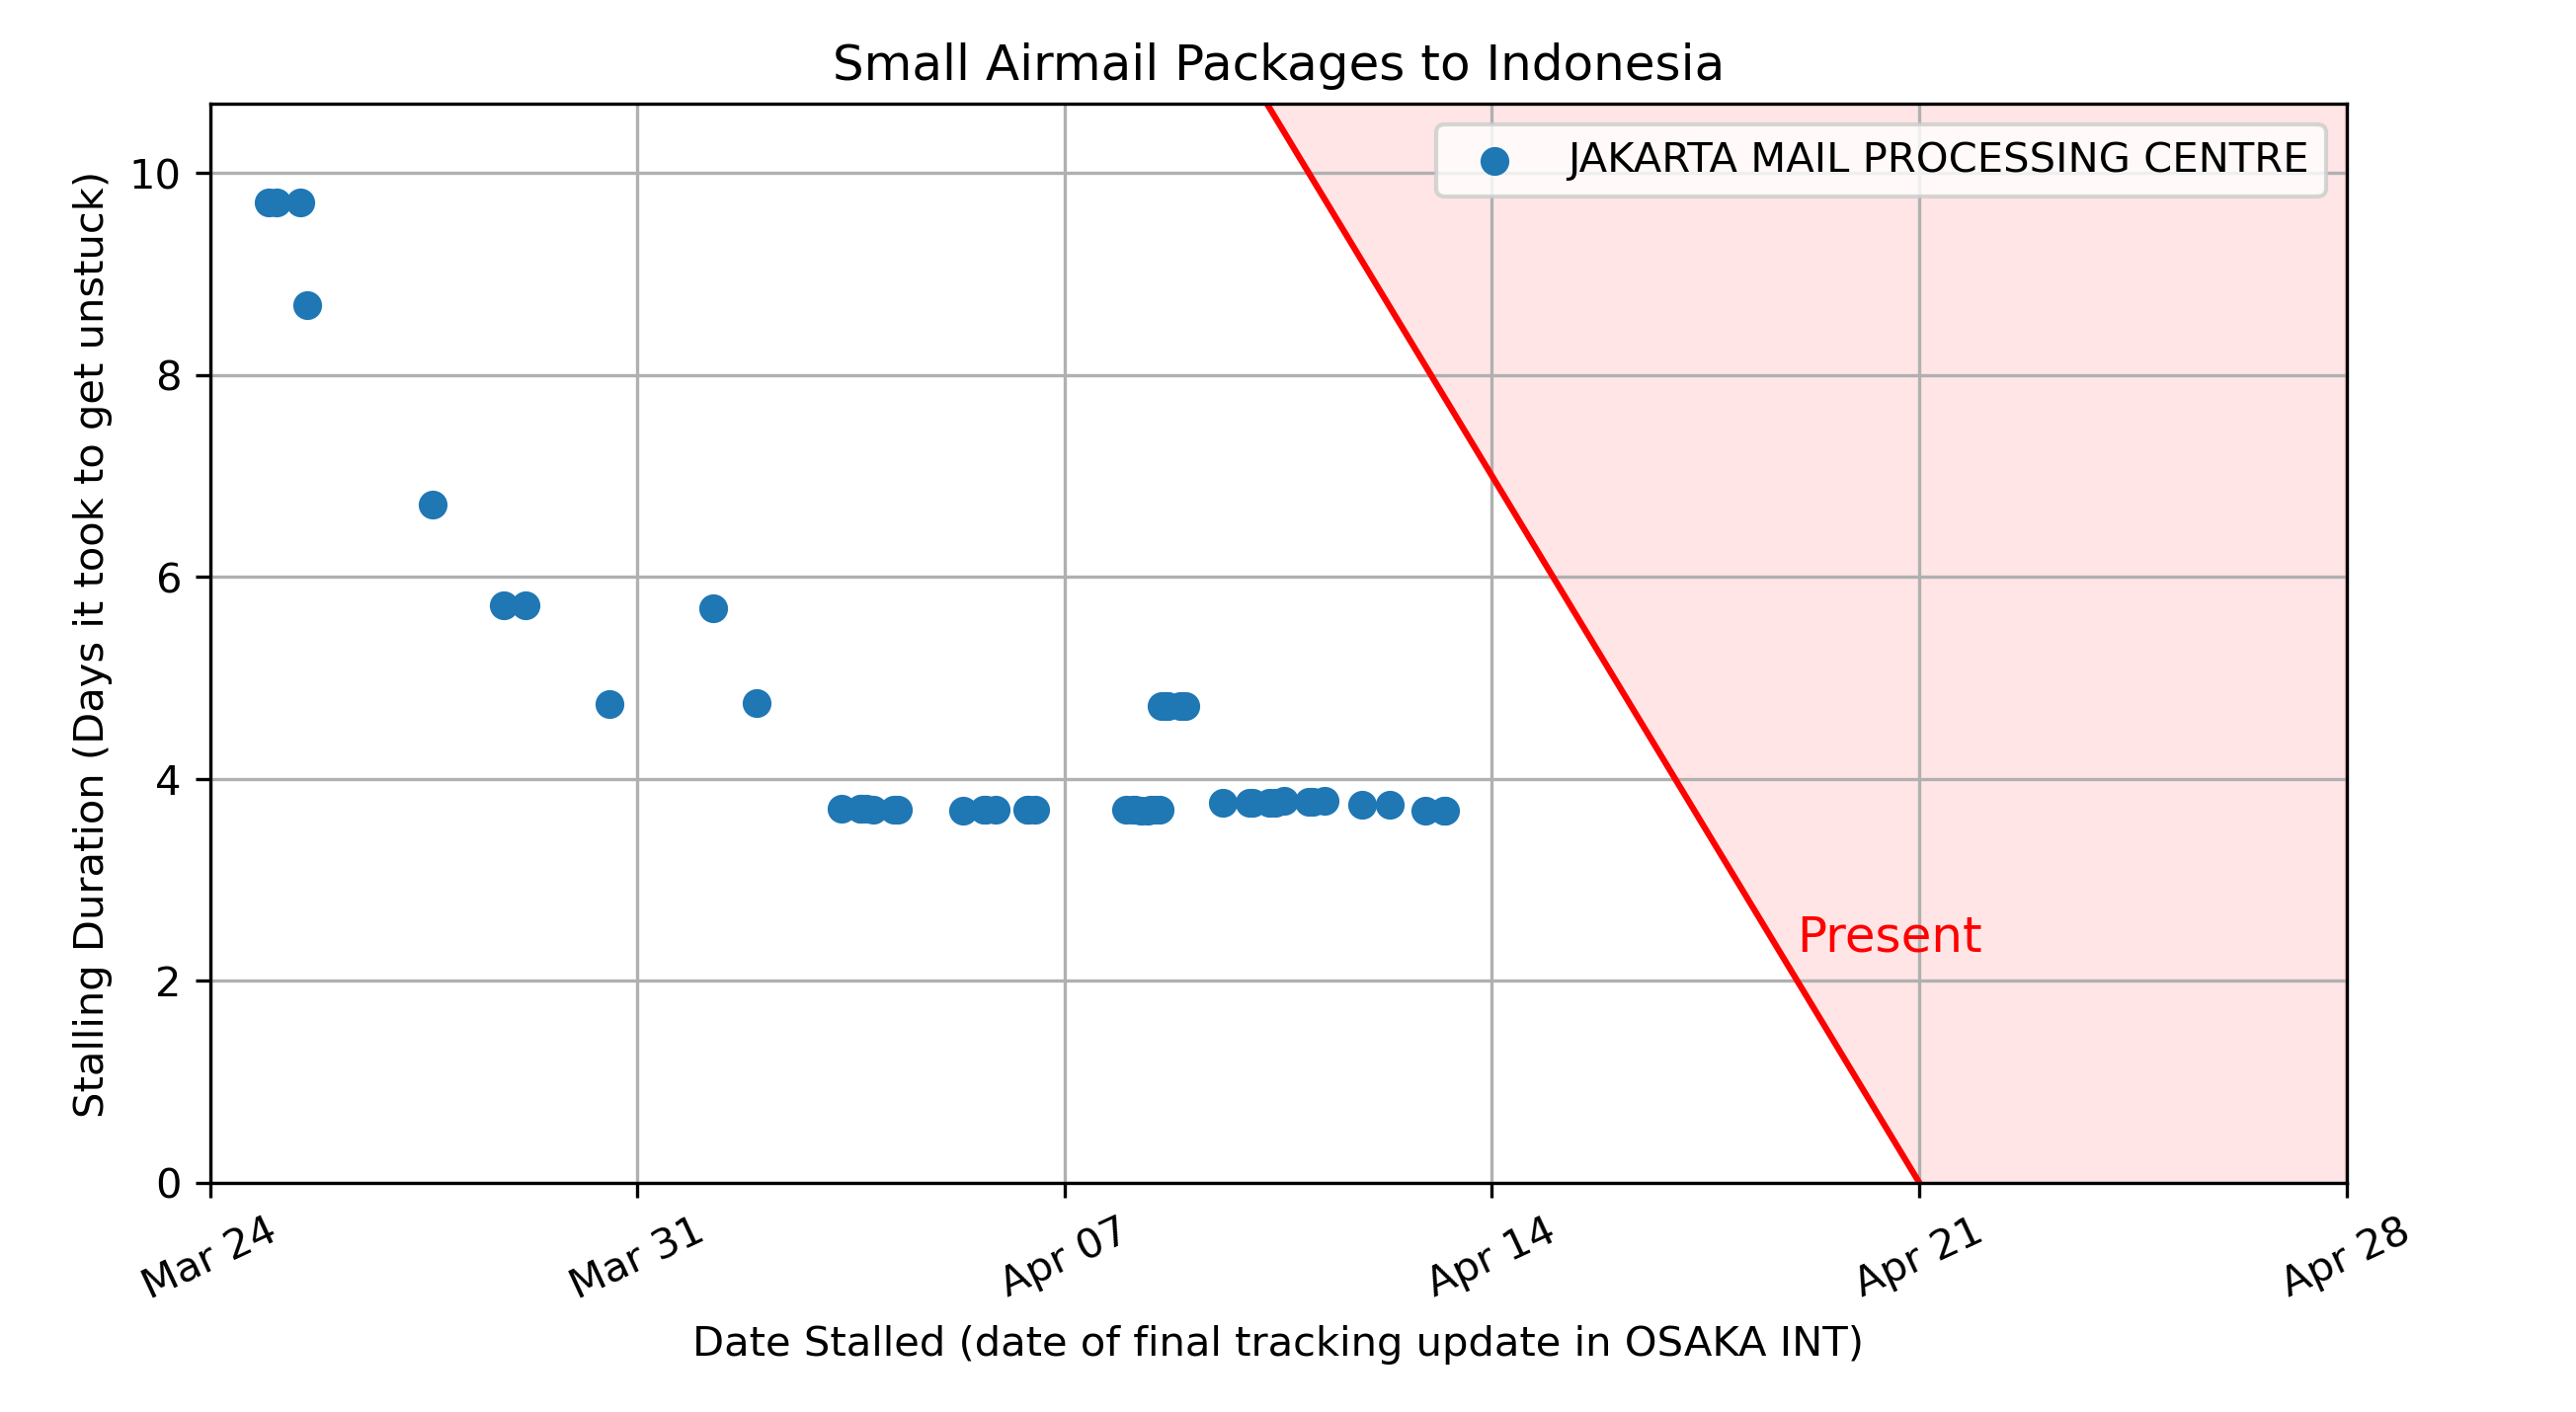 Small Airmail Packages to Indonesia
JAKARTA MAIL PROCESSING CENTRE
Stalling Duration (Days it took to get unstuck)
10
8
6
4
2
0
Present
Mar 24
Mar 31
Apr 07
Apr 14
Apr 21
Apr 28
Date Stalled (date of final tracking update in OSAKA INT)